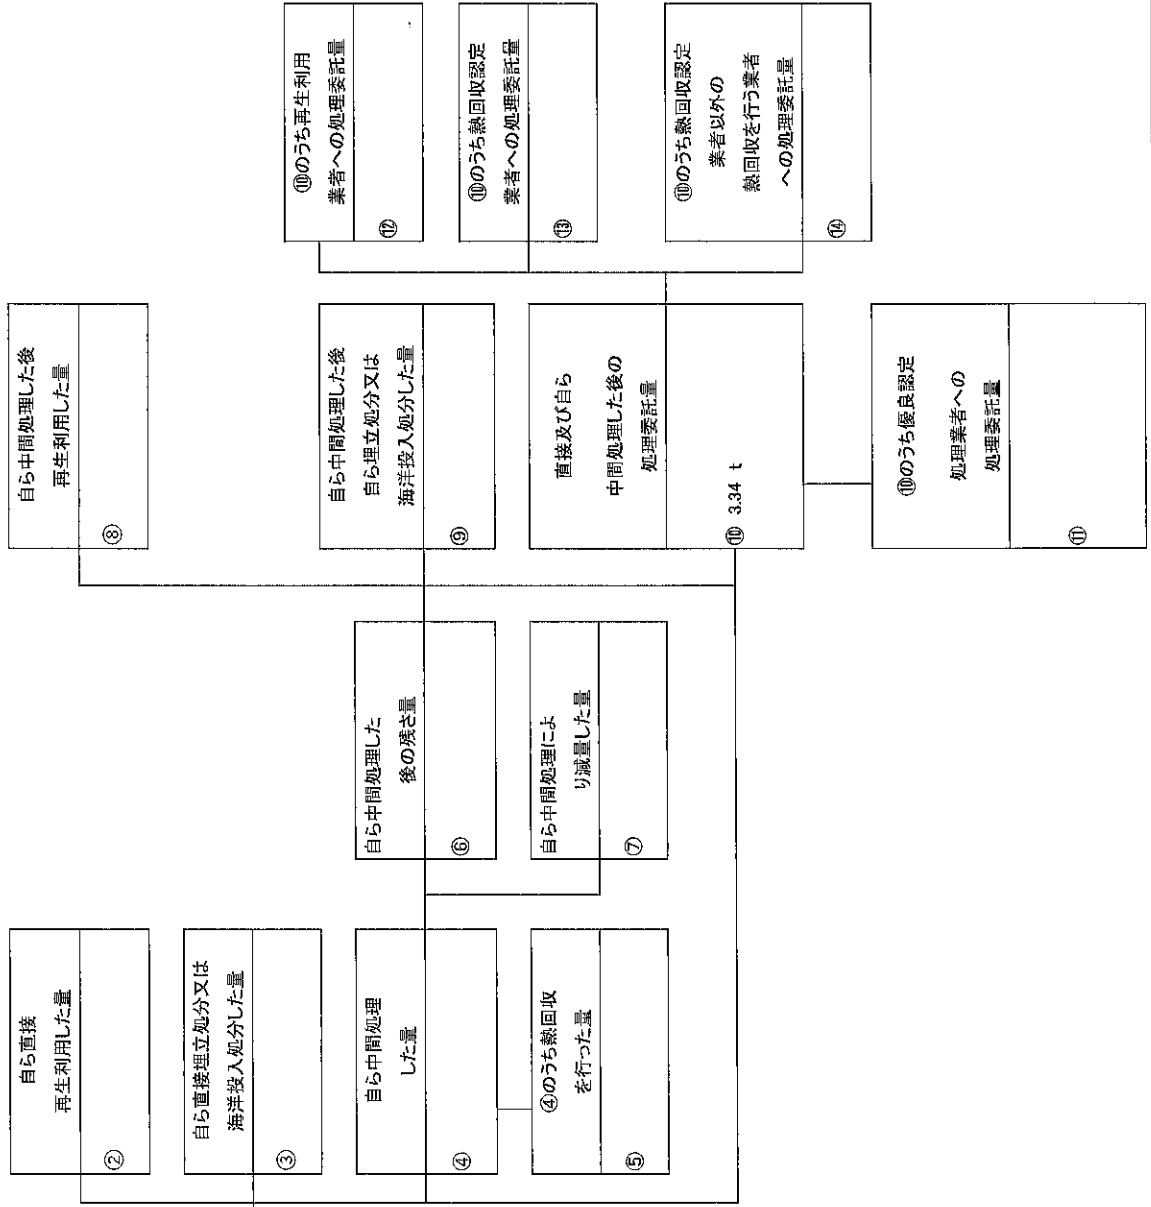 自ら直接
再生利用した量
②
自ら直接埋立処分又は
海洋投入処分した量
③
自ら中間処理
した量
④
④のうち熱回収
を行った量
⑤
自ら中間処理した
後の残さ量
⑥
自ら中間処理によ
り減量した量
⑦
自ら中間処理した後
再生利用した量
⑧
自ら中間処理した後
自ら埋立処分又は
海洋投入処分した量
⑨
直接及び自ら
中間処理した後の
処理委託量
⑩ 3.34 t
⑩のうち優良認定
処理業者への
処理委託量
⑪
⑩のうち再生利用
業者への処理委託量
⑫
⑩のうち熱回収認定
業者への処理委託量
⑬
⑩のうち熱回収認定
業者以外の
熱回収を行う業者
への処理委託量
⑭